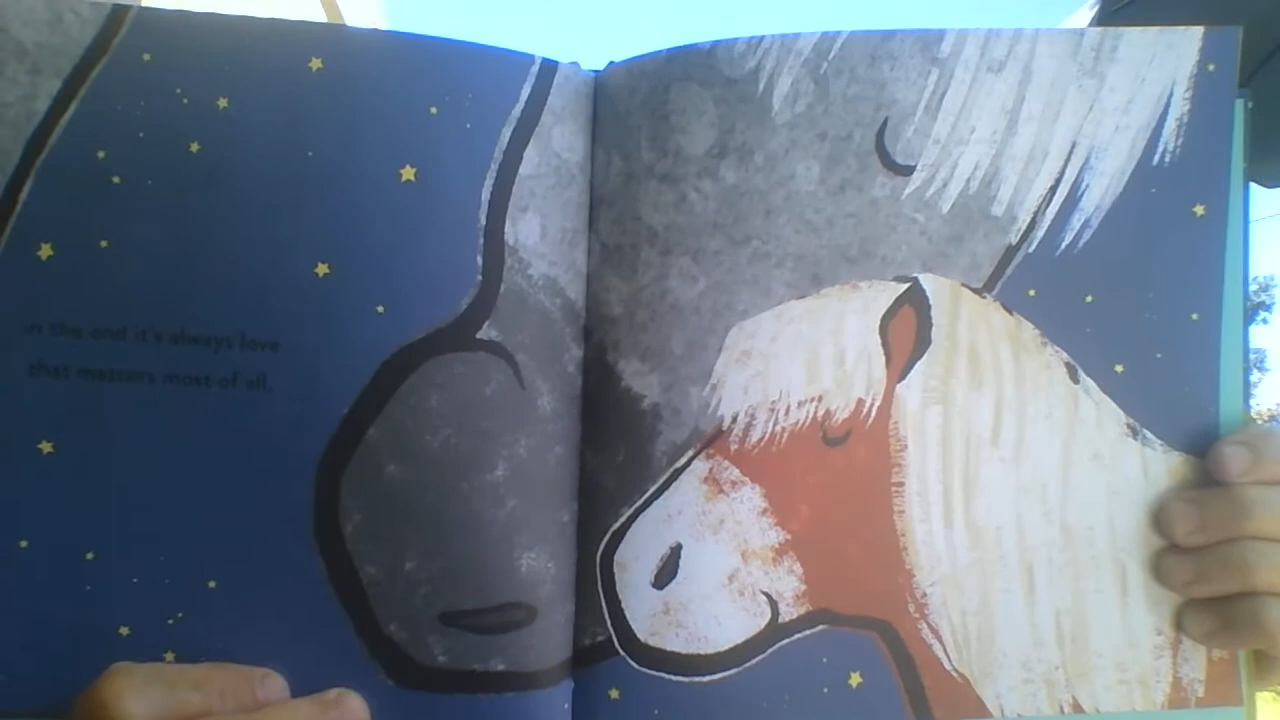 in the end it's always love
that matters most of all.